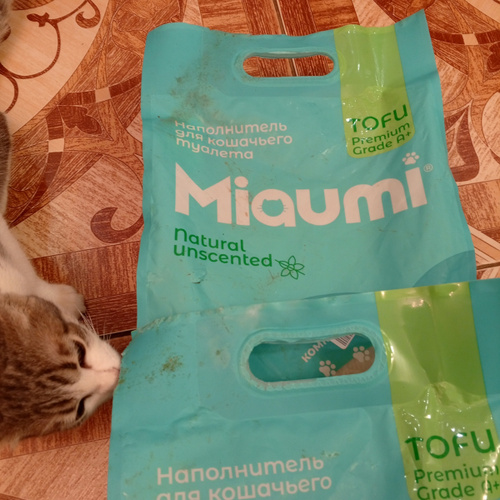 Наполнитель
для кошачьего
туалета
TOFU
Premium
Grade A+
Miaumi®
Natural
unscented
TOFU
Premium
Grade A+
Наполнитель
для кошачьего